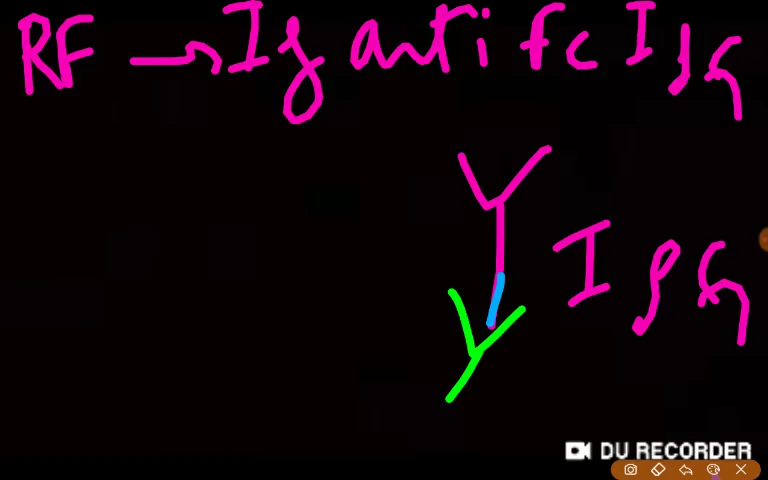 RF → Ig anti fc IgG
IgG
DU RECORDER